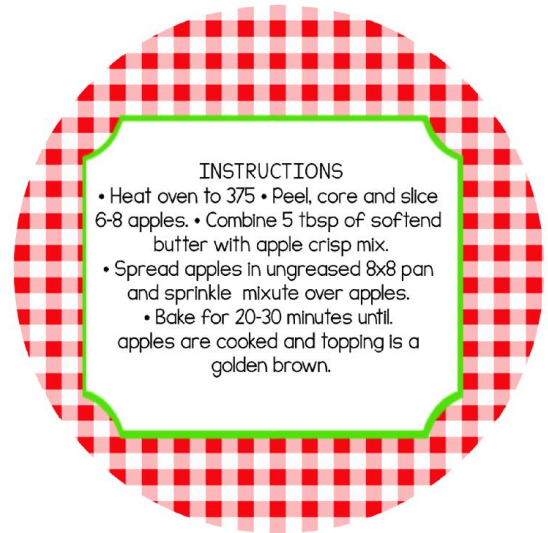 INSTRUCTIONS
• Heat oven to 375 • Peel, core and slice
6-8 apples. • Combine 5 tbsp of softend
butter with apple crisp mix.
• Spread apples in ungreased 8x8 pan
and sprinkle mixute over apples.
• Bake for 20-30 minutes until.
apples are cooked and topping is a
golden brown.